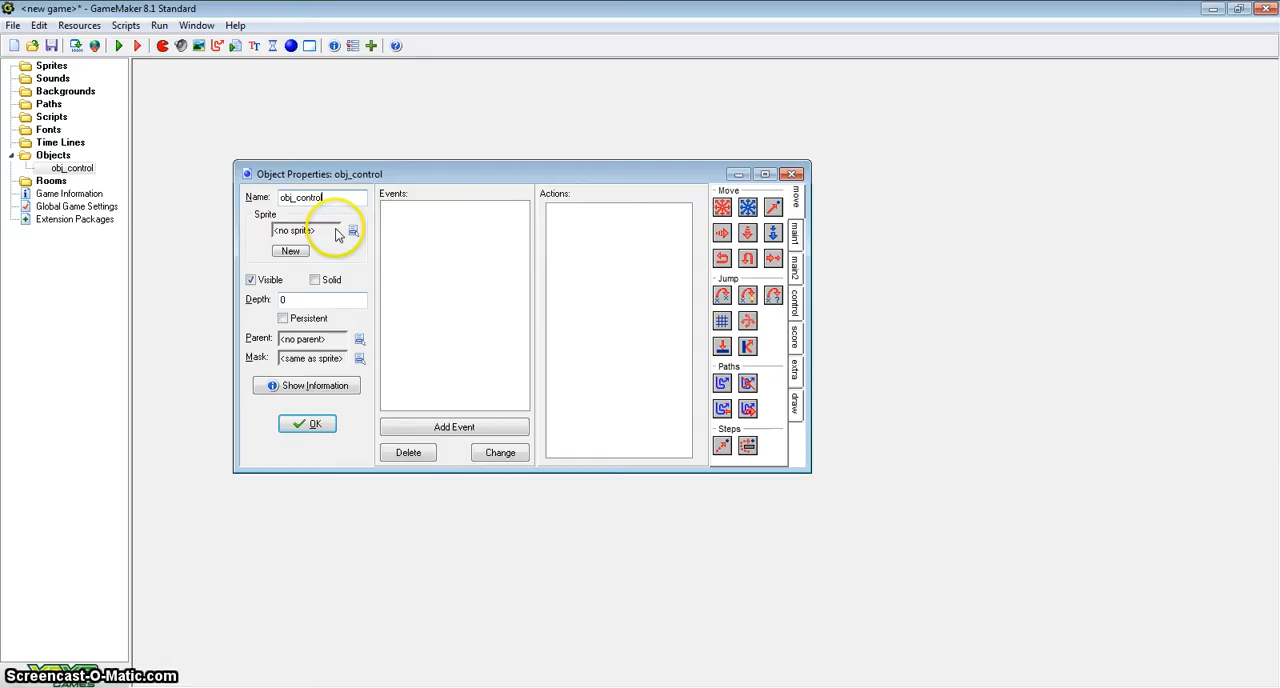 <new game>* - GameMaker 8.1 Standard
File Edit Resources Scripts Run Window Help
Sprites
Sounds
Backgrounds
Paths
Scripts
Fonts
Time Lines
Objects
obj_control
Rooms
Game Information
Global Game Settings
Extension Packages
Object Properties: obj_control
Name: obj_control
Sprite
<no sprite>
New
Visible Solid
Depth: 0
Persistent
Parent: <no parent>
Mask: <same as sprite>
Show Information
OK
Events:
Add Event
Delete Change
Actions:
Move
Jump
Paths
Steps
move
main1
main2
control
score
extra
draw
Screencast-O-Matic.com
GAMES